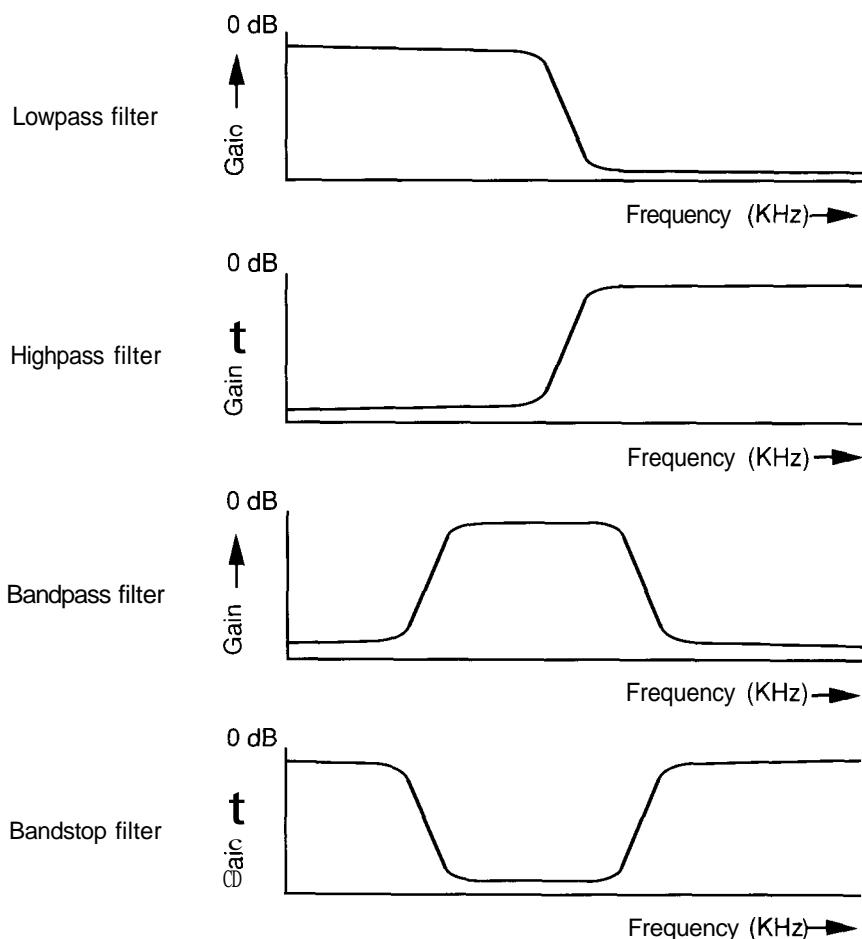 0 dB
Lowpass filter
Gain
Frequency (KHz)
0 dB
Highpass filter
t
Gain
Frequency (KHz)
0 dB
Bandpass filter
Gain
Frequency (KHz)
0 dB
Bandstop filter
t
Frequency (KHz)